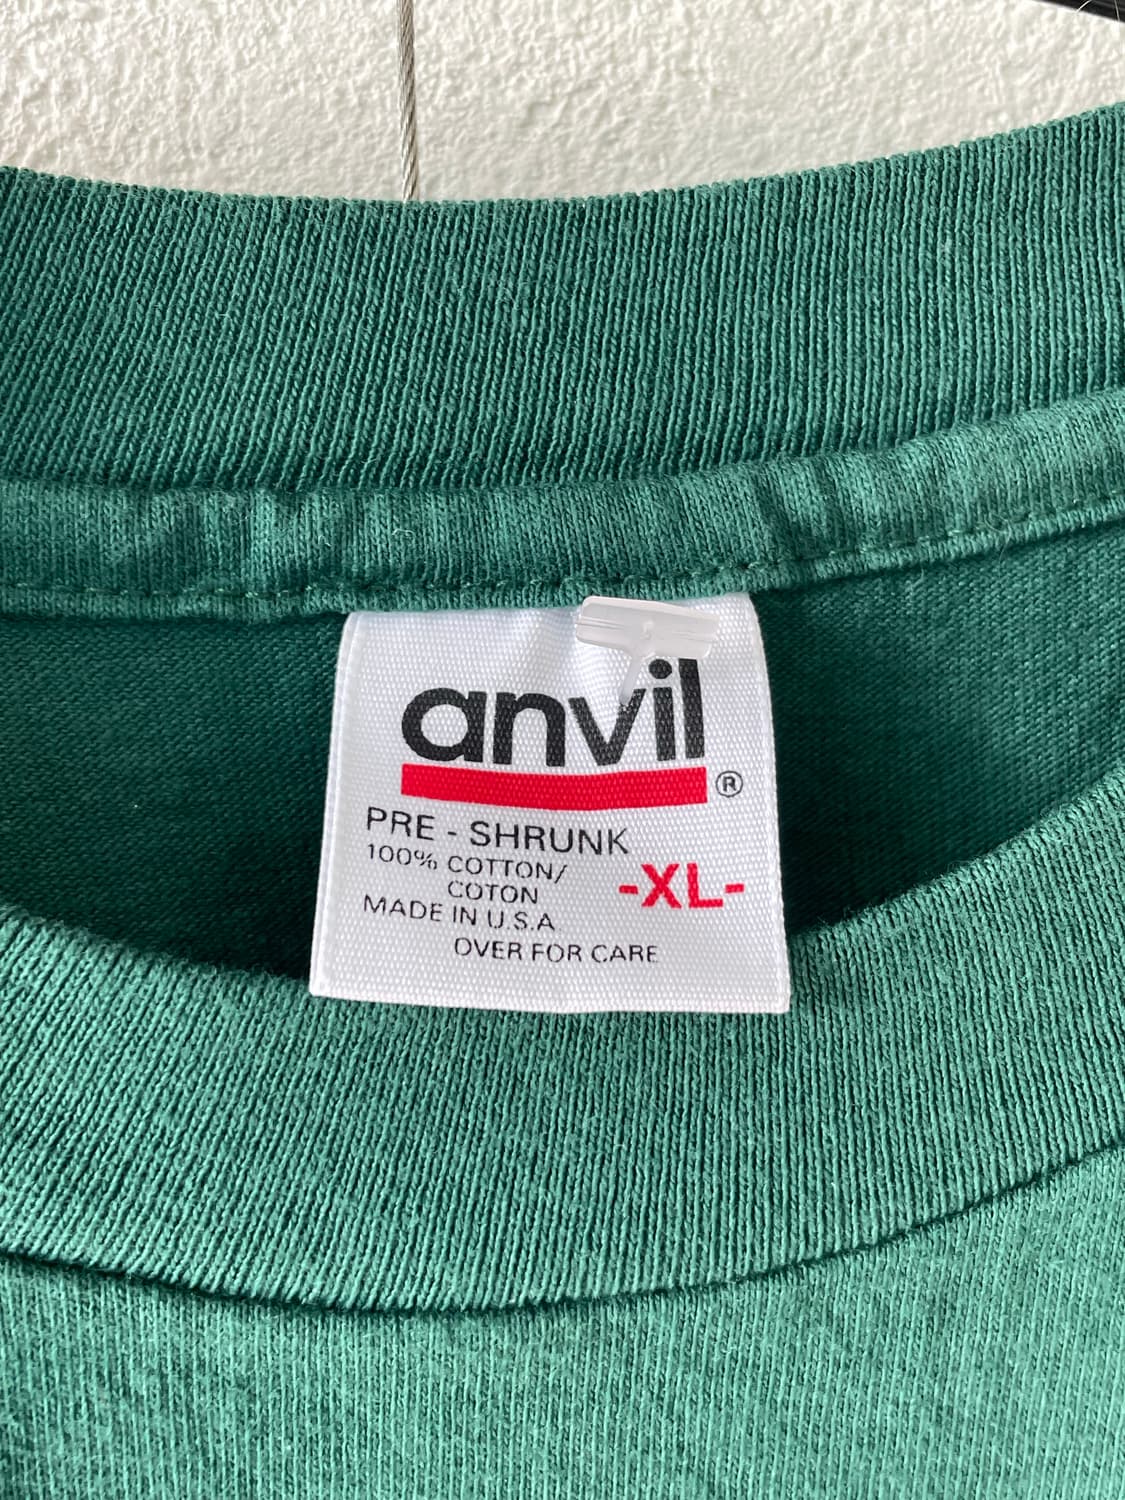 anvil
®
PRE - SHRUNK
100% COTTON/
COTON
-XL-
MADE IN U.S.A.
OVER FOR CARE